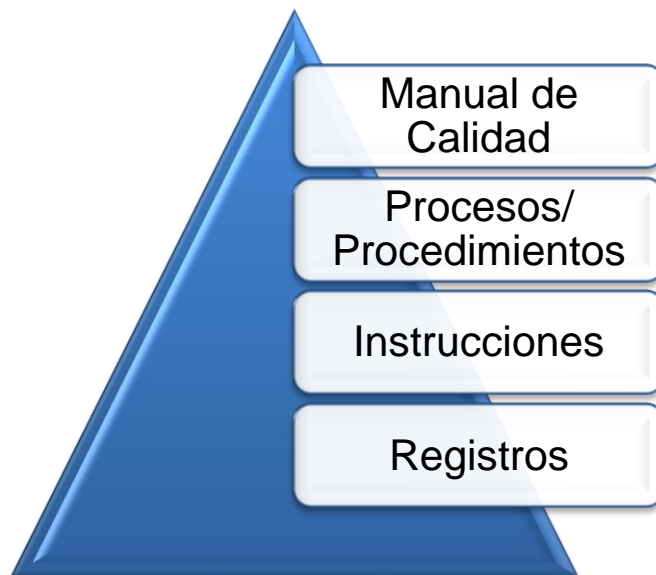 Manual de
Calidad
Procesos/
Procedimientos
Instrucciones
Registros